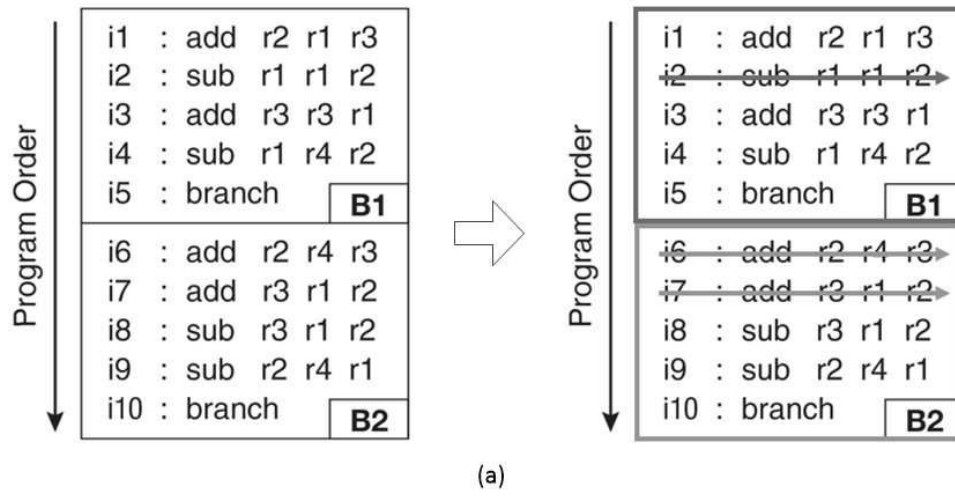 Program Order
i1 : add r2 r1 r3
i2 : sub r1 r1 r2
i3 : add r3 r3 r1
i4 : sub r1 r4 r2
i5 : branch
B1
i6 : add r2 r4 r3
i7 : add r3 r1 r2
i8 : sub r3 r1 r2
i9 : sub r2 r4 r1
i10 : branch
B2
Program Order
i1 : add r2 r1 r3
i2 : sub r1 r1 r2
i3 : add r3 r3 r1
i4 : sub r1 r4 r2
i5 : branch
B1
i6 : add r2 r4 r3
i7 : add r3 r1 r2
i8 : sub r3 r1 r2
i9 : sub r2 r4 r1
i10 : branch
B2
(a)